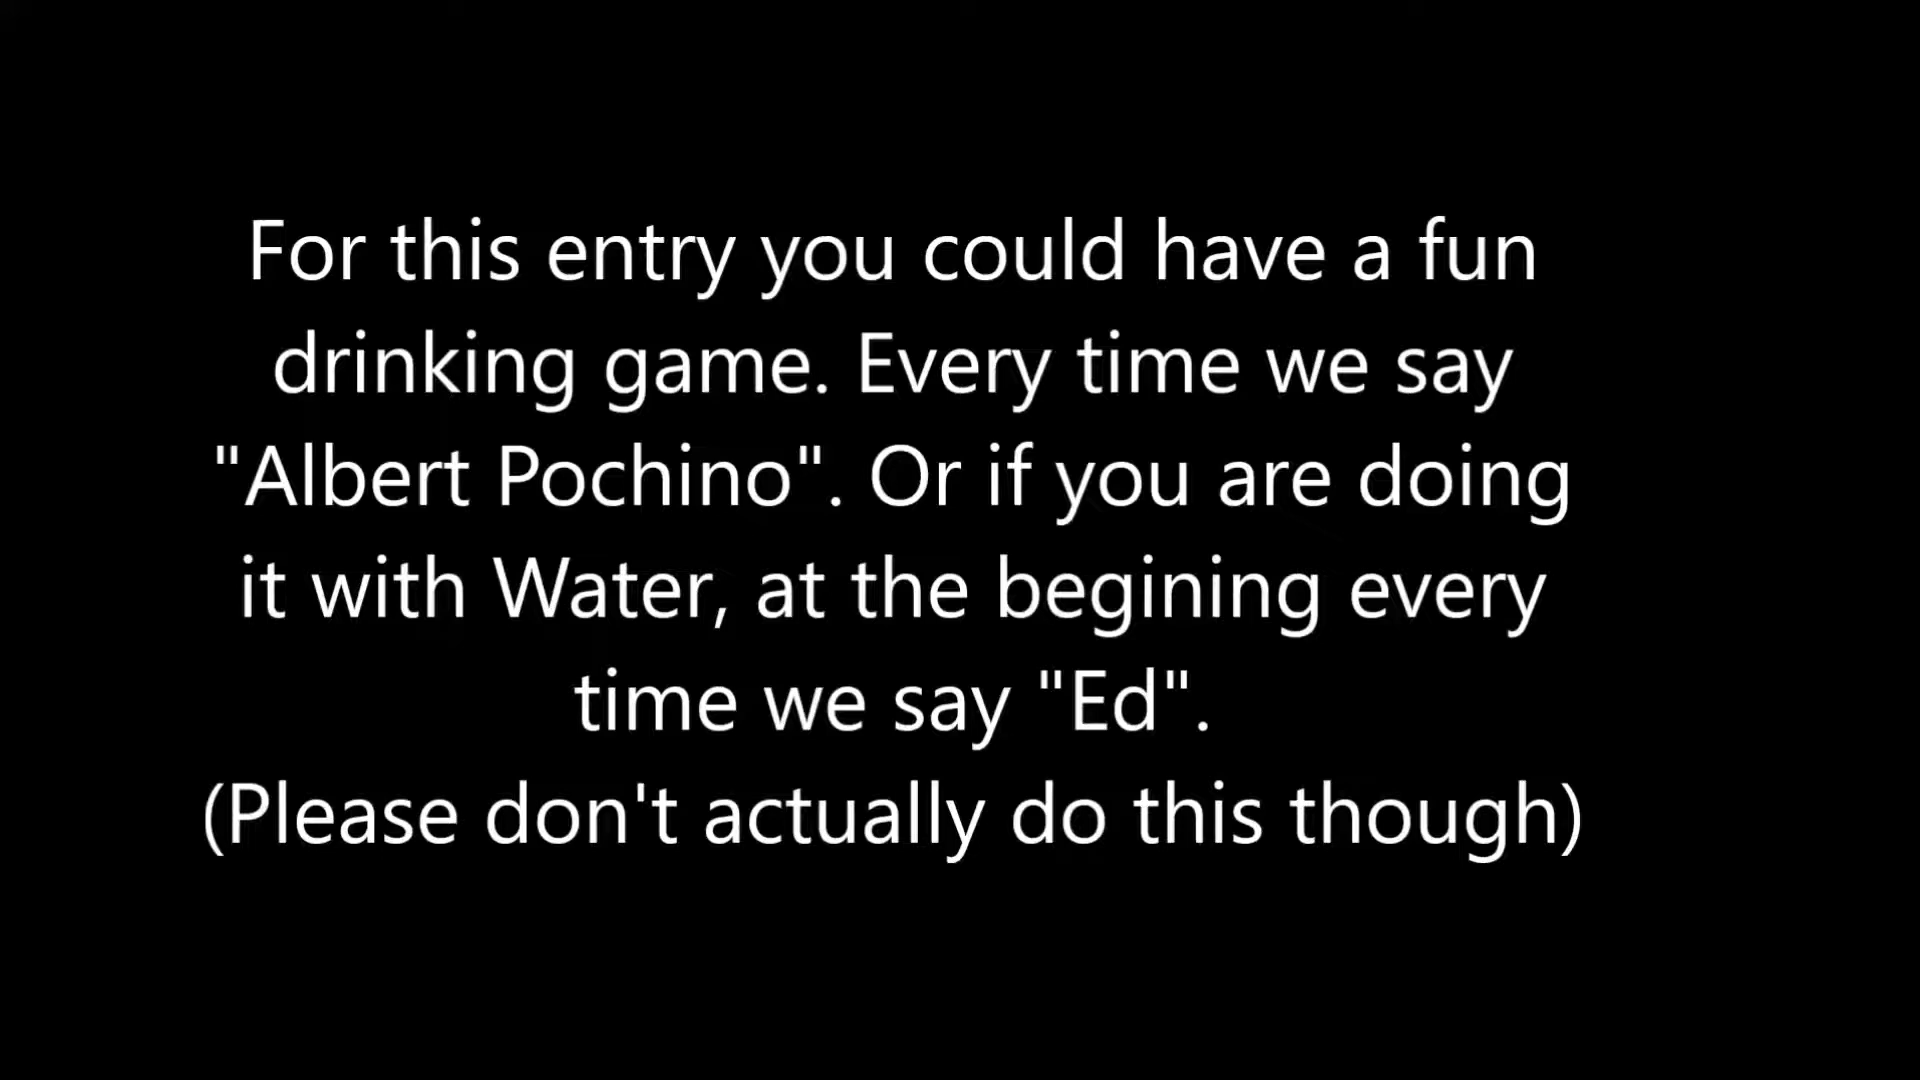 For this entry you could have a fun
drinking game. Every time we say
"Albert Pochino". Or if you are doing
it with Water, at the begining every
time we say "Ed".
(Please don't actually do this though)